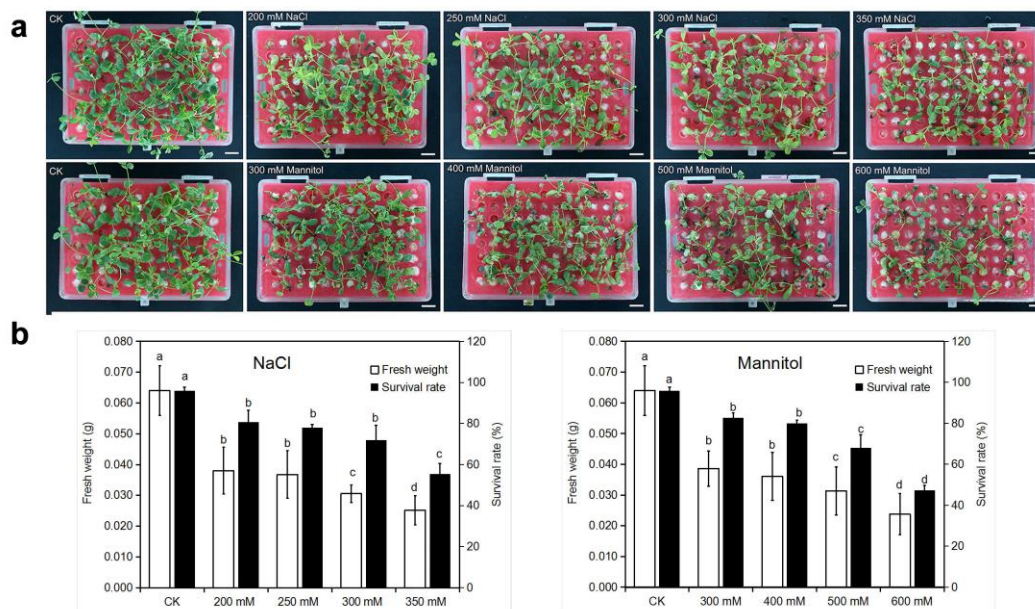 a
CK
200 mM NaCl
250 mM NaCl
300 mM NaCl
350 mM NaCl
CK
300 mM Mannitol
400 mM Mannitol
500 mM Mannitol
600 mM Mannitol
b
NaCl
Fresh weight
Survival rate
Fresh weight (g)
0.080
0.070
0.060
0.050
0.040
0.030
0.020
0.010
0.000
120
100
80
60
40
20
0
Survival rate (%)
a a
b b
b b
c b
d c
CK 200 mM 250 mM 300 mM 350 mM
Mannitol
Fresh weight
Survival rate
Fresh weight (g)
0.080
0.070
0.060
0.050
0.040
0.030
0.020
0.010
0.000
120
100
80
60
40
20
0
Survival rate (%)
a a
b b
b b
c c
d d
CK 300 mM 400 mM 500 mM 600 mM